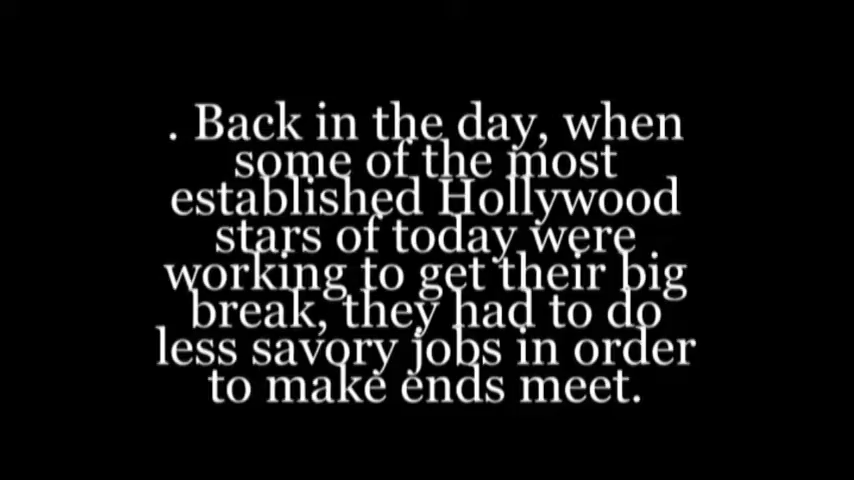 . Back in the day, when
some of the most
established Hollywood
stars of today were
working to get their big
break, they had to do
less savory jobs in order
to make ends meet.